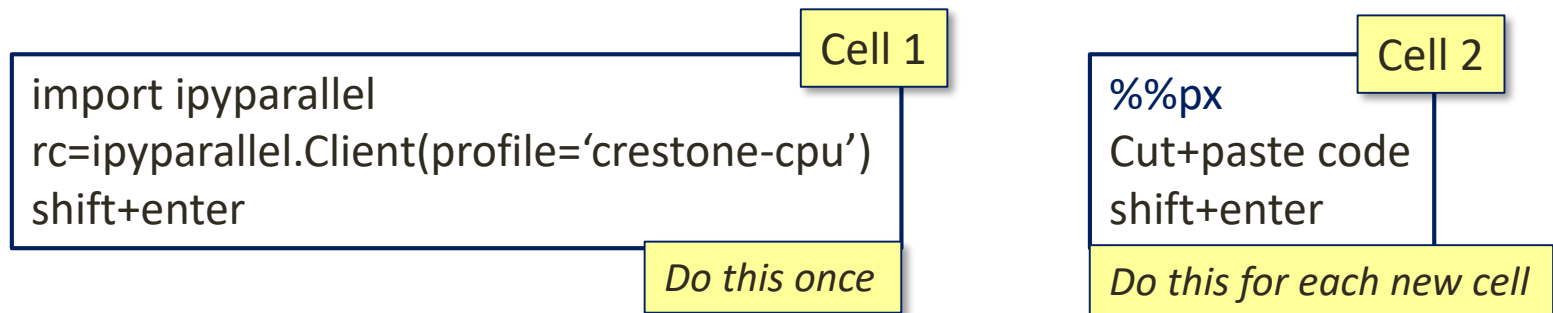 Cell 1
import ipyparallel
rc=ipyparallel.Client(profile=‘crestone-cpu’)
shift+enter
Do this once
Cell 2
%%px
Cut+paste code
shift+enter
Do this for each new cell